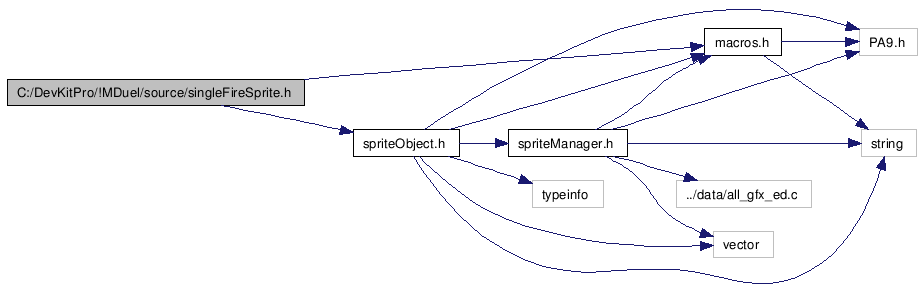 macros.h
PA9.h
C:/DevKitPro/!MDuel/source/singleFireSprite.h
spriteObject.h
spriteManager.h
string
typeinfo
../data/all_gfx_ed.c
vector